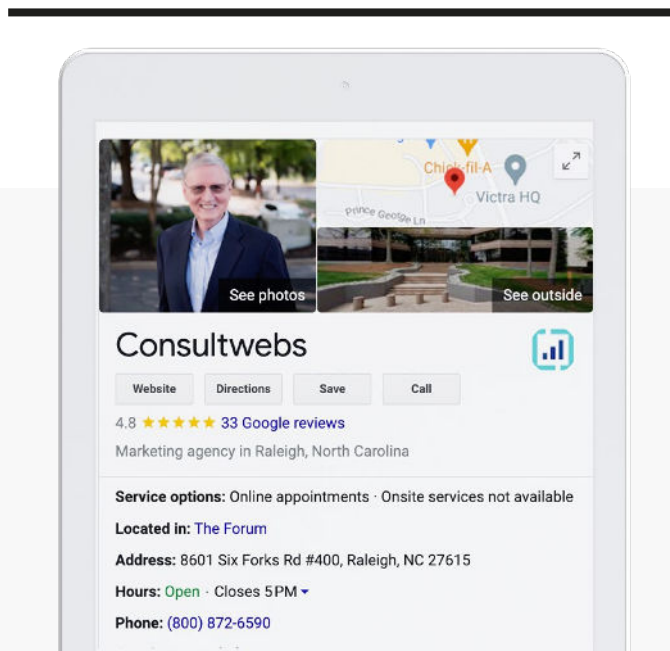 Chick-fil-A
Victra HQ
Prince George Ln
See photos
See outside
Consultwebs
Website Directions Save Call
4.8 33 Google reviews
Marketing agency in Raleigh, North Carolina
Service options: Online appointments · Onsite services not available
Located in: The Forum
Address: 8601 Six Forks Rd #400, Raleigh, NC 27615
Hours: Open · Closes 5 PM
Phone: (800) 872-6590